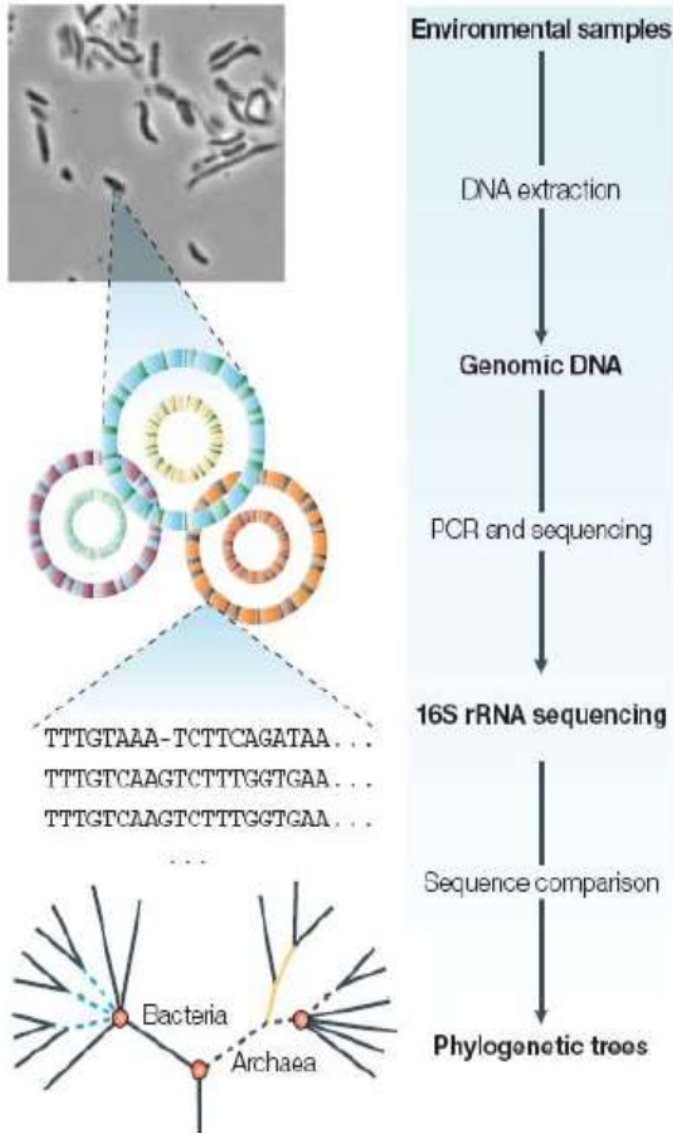 Environmental samples
DNA extraction
Genomic DNA
PCR and sequencing
16S rRNA sequencing
Sequence comparison
Phylogenetic trees
TTTGTAAA-TCTTCAGATAA...
TTTGTCAAGTCTTTGGTGAA...
TTTGTCAAGTCTTTGGTGAA...
...
Bacteria
Archaea